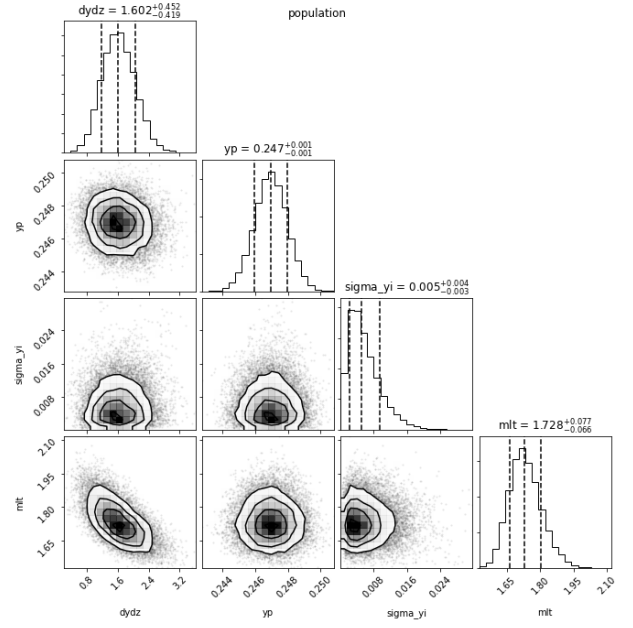 dydz = 1.602+0.452−0.419
population
yp = 0.247+0.001−0.001
sigma_yi = 0.005+0.004−0.003
mlt = 1.728+0.077−0.066
yp
0.250
0.248
0.246
0.244
sigma_yi
0.024
0.016
0.008
mlt
2.10
1.95
1.80
1.65
0.8 1.6 2.4 3.2
dydz
0.244 0.246 0.248 0.250
yp
0.008 0.016 0.024
sigma_yi
1.65 1.80 1.95 2.10
mlt